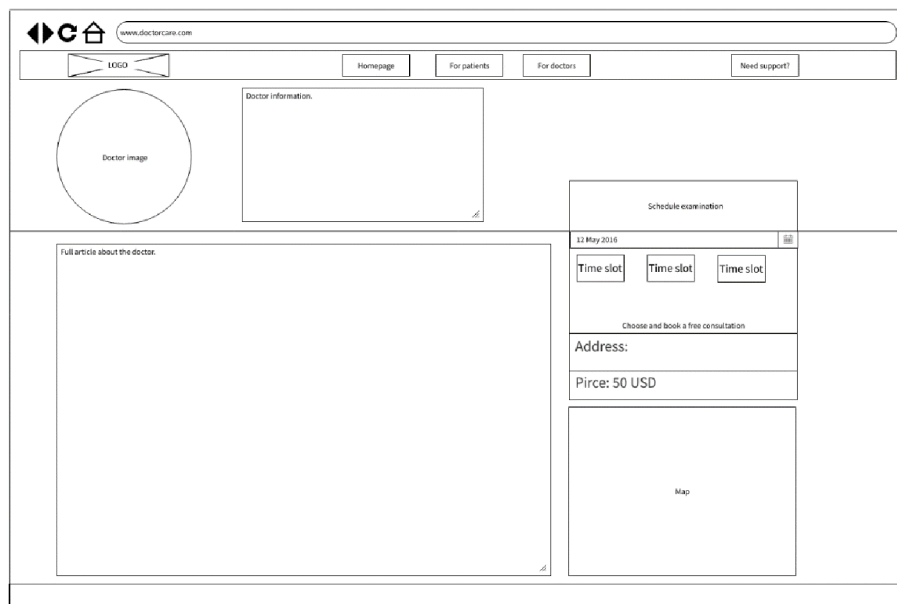 www.doctorcare.com
LOGO
Homepage
For patients
For doctors
Need support?
Doctor image
Doctor information.
Schedule examination
12 May 2016
Full article about the doctor.
Time slot
Time slot
Time slot
Choose and book a free consultation
Address:
Pirce: 50 USD
Map